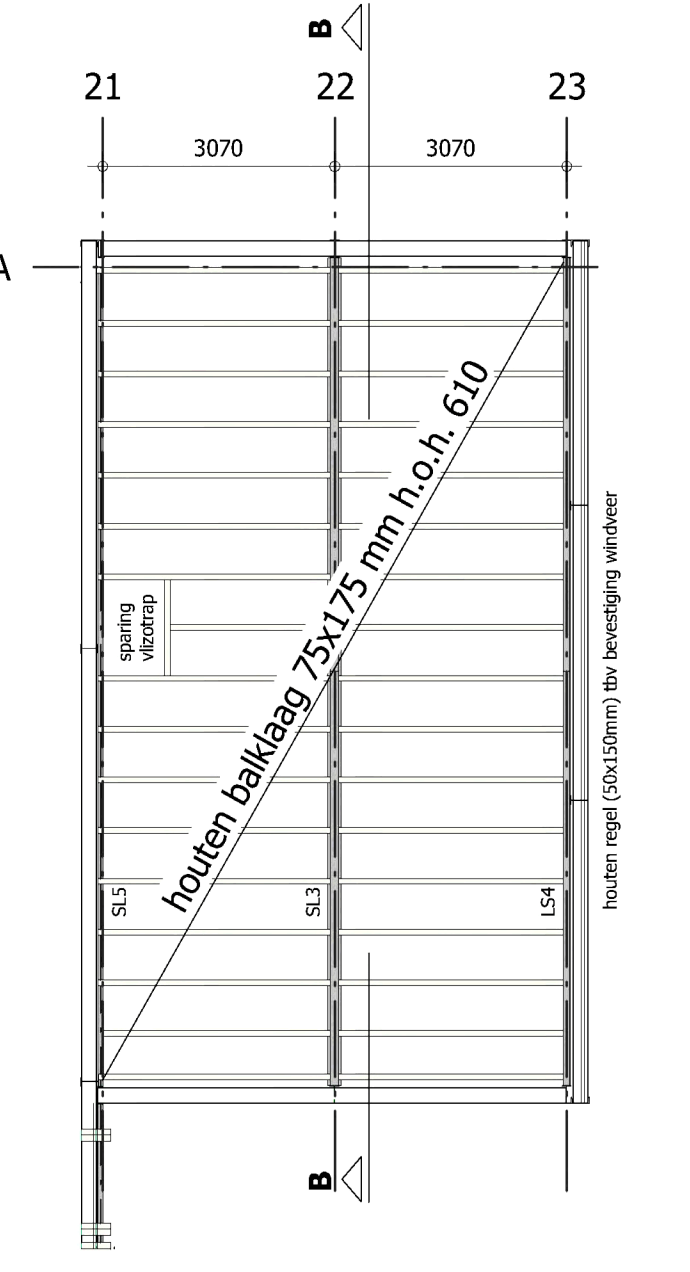 B
21 22 23
3070 3070
A
houten balklaag 75x175 mm h.o.h. 610
sparing
vlizotrap
houten regel (50x150mm) tbv bevestiging windveer
SL5 SL3 LS4
B